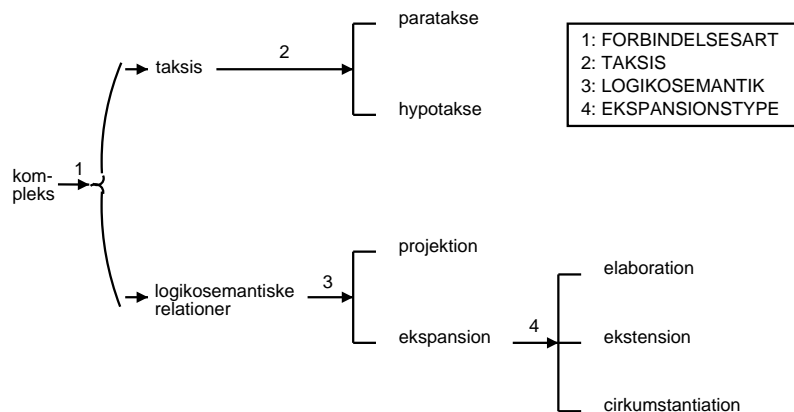 paratakse
1: FORBINDELSESART
2: TAKSIS
3: LOGIKOSEMANTIK
4: EKSPANSIONSTYPE
taksis
2
hypotakse
1
kom-
pleks
projektion
elaboration
logikosemantiske
relationer
3
ekspansion
4
ekstension
cirkumstantiation